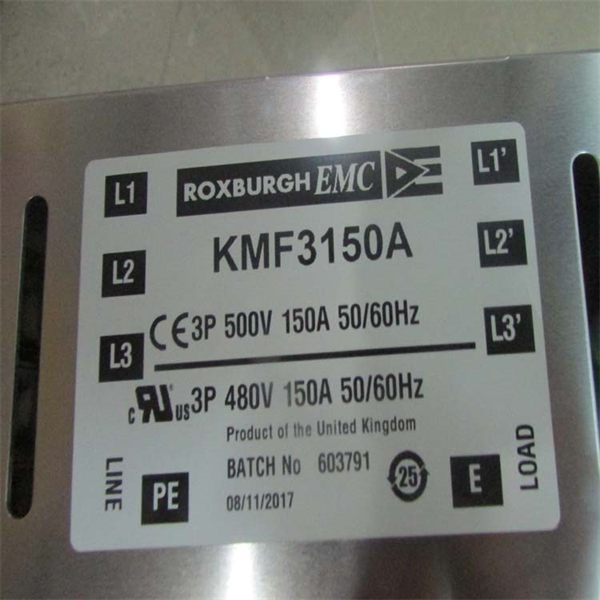 L1 ROXBURGH EMC L1'
KMF3150A
L2 L2'
CE 3P 500V 150A 50/60Hz
L3 L3'
c RU us 3P 480V 150A 50/60Hz
Product of the United Kingdom
LINE PE BATCH No 603791 25 E LOAD
08/11/2017